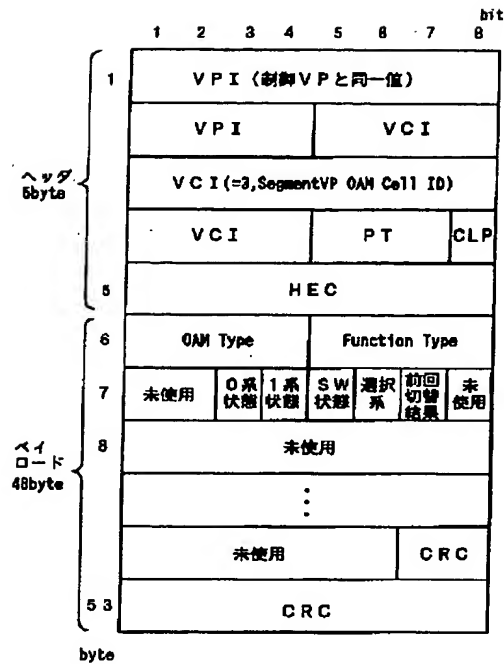 bit
1 2 3 4 5 6 7 8
1 VPI(制御VPと同一値)
VPI VCI
ヘッダ
5byte
VCI(=3,SegmentVP OAM Cell ID)
VCI PT CLP
5 HEC
6 OAM Type Function Type
7 未使用 0系状態 1系状態 SW状態 選択系 前回切替結果 未使用
8 未使用
ペイロード
48byte
⋮
未使用 CRC
53 CRC
byte